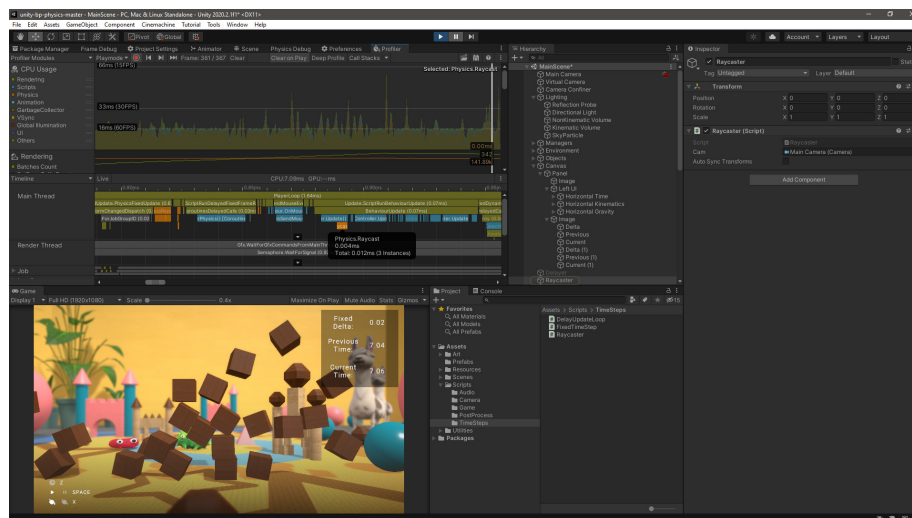 unity-bp-physics-master - MainScene - PC, Mac & Linux Standalone - Unity 2020.2.1f1* <DX11>
File Edit Assets GameObject Component Cinemachine Tutorial Tools Window Help
Pivot Global Account Layers Layout
Package Manager Frame Debug Project Settings Animator Scene Physics Debug Preferences Profiler
Profiler Modules Playmode Frame: 361 / 367 Clear Clear on Play Deep Profile Call Stacks
CPU Usage
Rendering
Scripts
Physics
Animation
GarbageCollector
VSync
Global Illumination
UI
Others
66ms (15FPS)
Selected: Physics.Raycast
33ms (30FPS)
16ms (60FPS)
0.00ms
Rendering
Batches Count
Timeline Live CPU:7.09ms GPU:--ms
Main Thread
PlayerLoop
Render Thread
Semaphore.WaitForSignal
Physics.Raycast
0.004ms
Total: 0.012ms (3 Instances)
Job
Hierarchy
MainScene*
Main Camera
Virtual Camera
Camera Confiner
Lighting
Reflection Probe
Directional Light
NonKinematic Volume
Kinematic Volume
SkyParticle
Managers
Environment
Objects
Canvas
Panel
Image
Left UI
Horizontal Time
Horizontal Kinematics
Horizontal Gravity
Image
Delta
Previous
Current
Delta (1)
Previous (1)
Current (1)
Delayer
Raycaster
Inspector
Raycaster
Tag Untagged Layer Default
Transform
Position X 0 Y 0 Z 0
Rotation X 0 Y 0 Z 0
Scale X 1 Y 1 Z 1
Raycaster (Script)
Script Raycaster
Cam Main Camera (Camera)
Auto Sync Transforms
Add Component
Game
Display 1 Full HD (1920x1080) Scale 0.4x Maximize On Play Mute Audio Stats Gizmos
Fixed
Delta: 0.02
Previous
Time: 7.04
Current
Time: 7.06
Z
SPACE
X
Project Console
15
Favorites
All Materials
All Models
All Prefabs
Assets
Art
Prefabs
Resources
Scenes
Scripts
Audio
Camera
Game
PostProcess
TimeSteps
Utilities
Packages
Assets > Scripts > TimeSteps
DelayUpdateLoop
FixedTimeStep
Raycaster